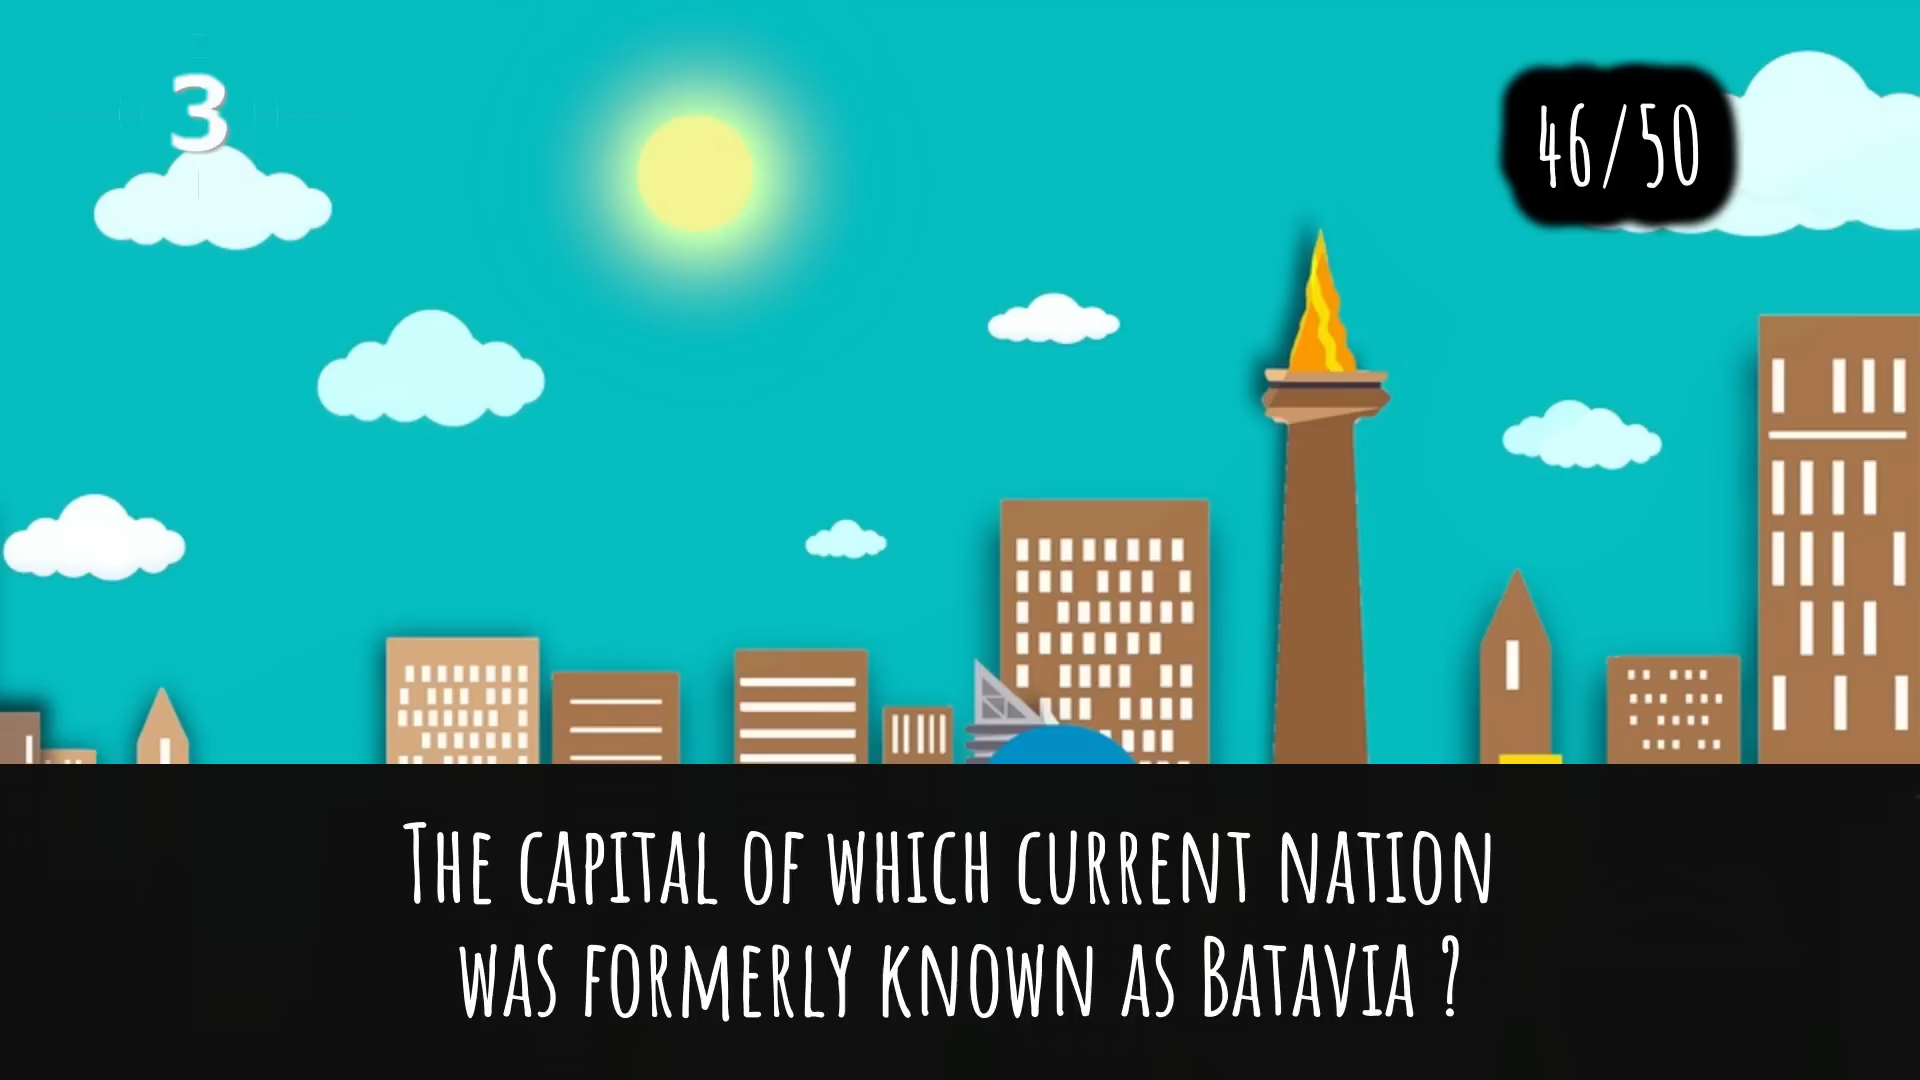 3
46/50
The capital of which current nation
was formerly known as Batavia ?